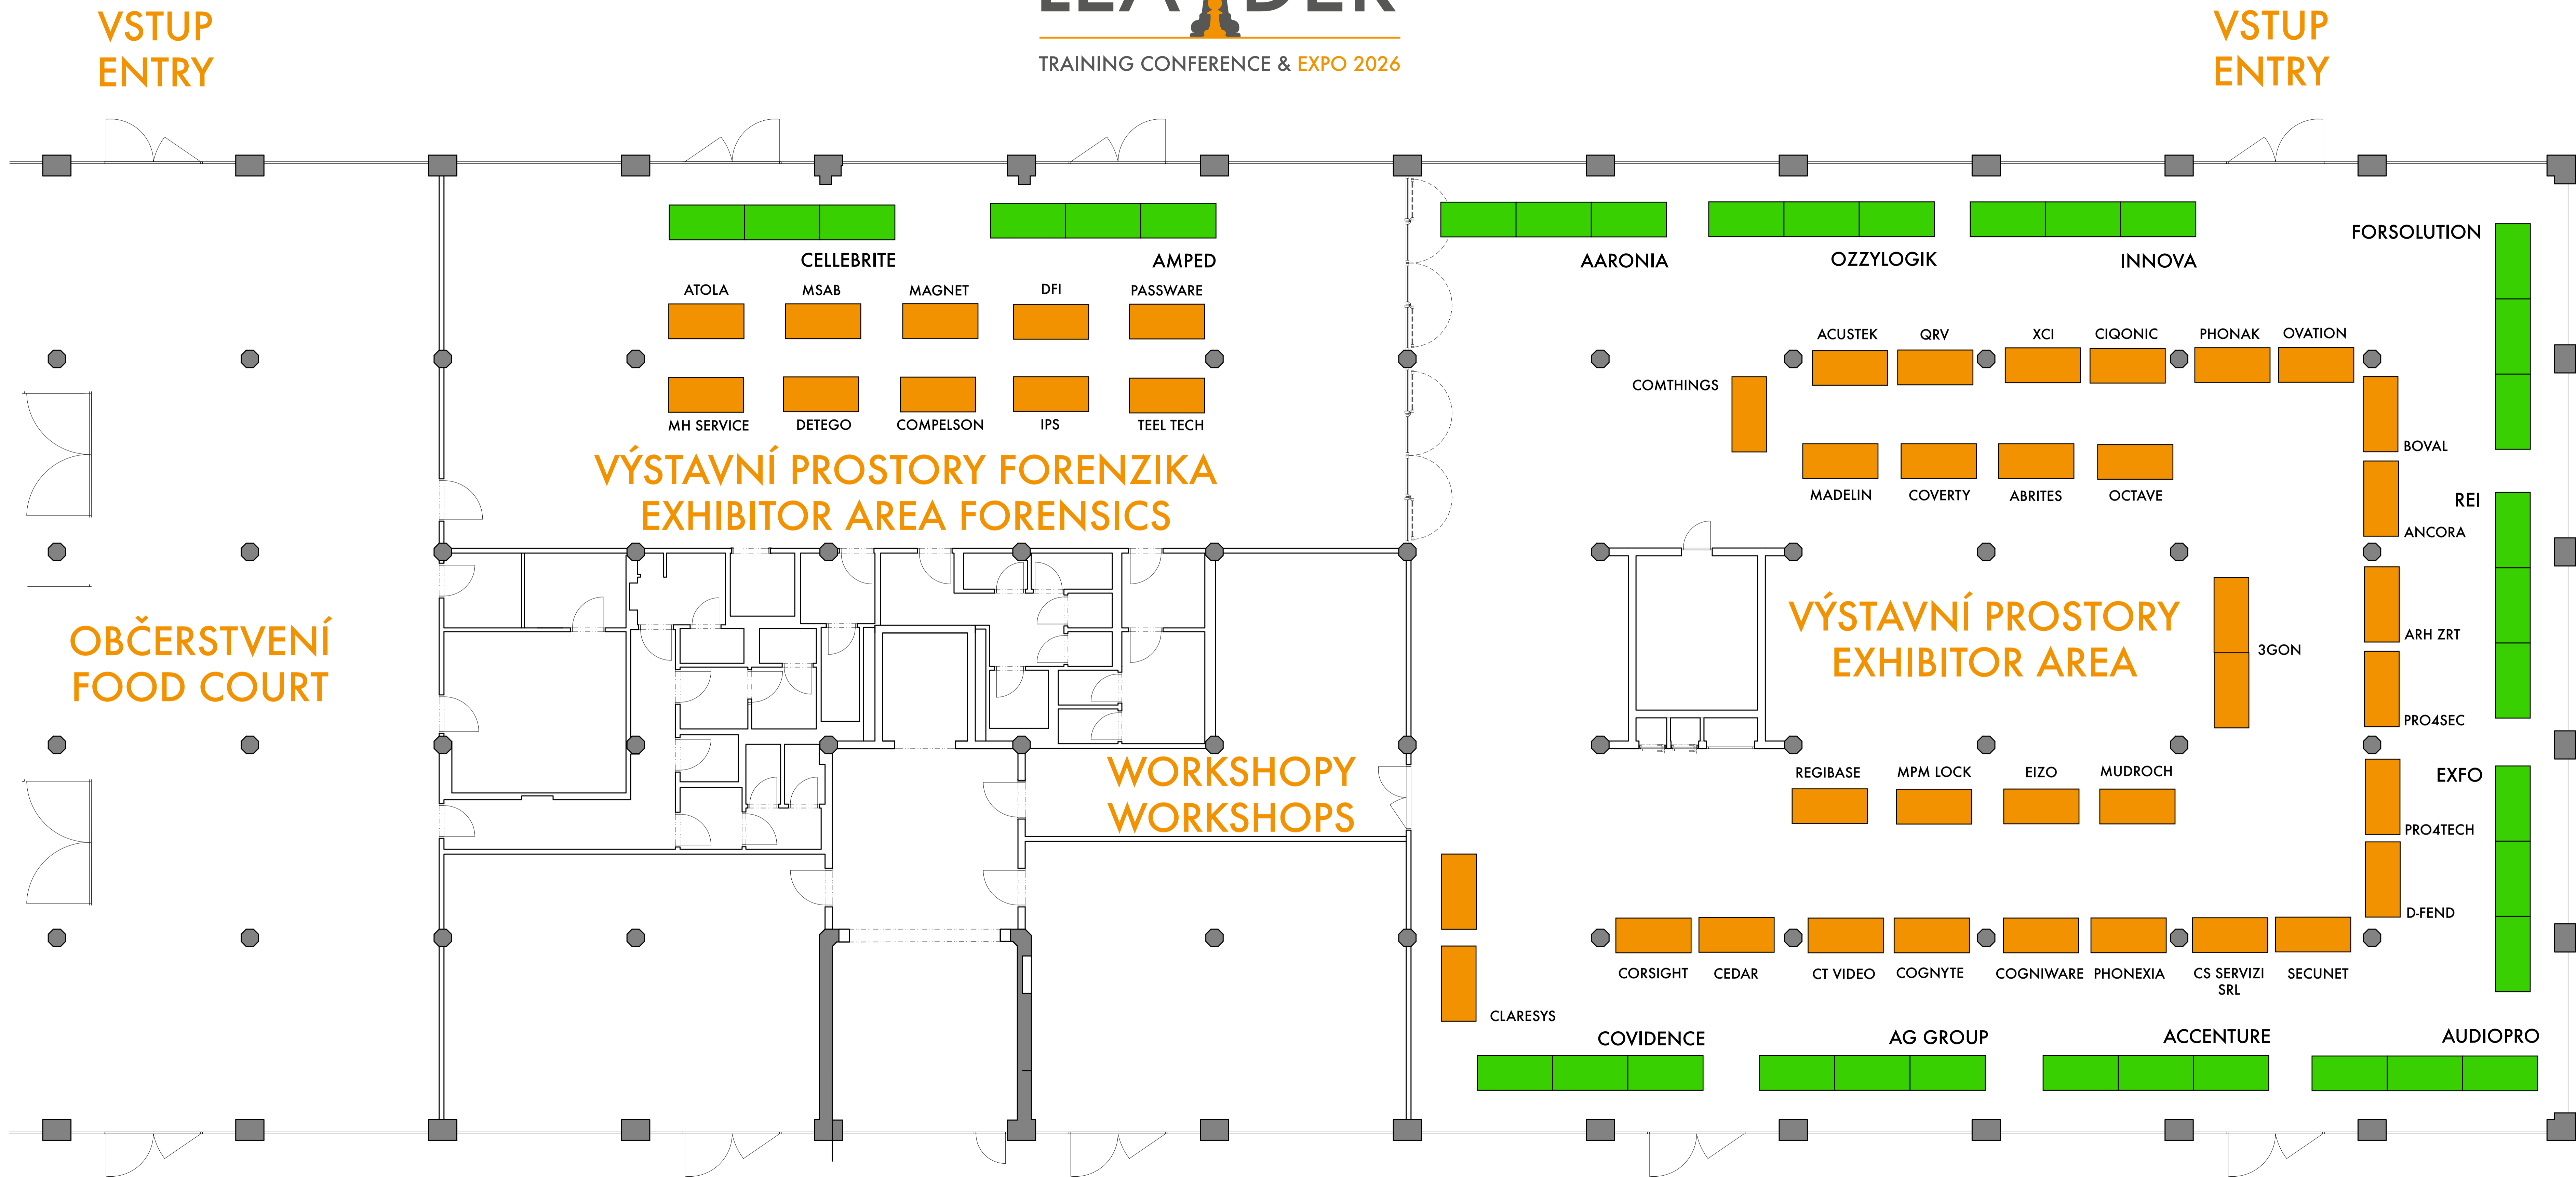 VSTUP
ENTRY
LEADER
TRAINING CONFERENCE & EXPO 2026
VSTUP
ENTRY
CELLEBRITE
AMPED
ATOLA
MSAB
MAGNET
DFI
PASSWARE
MH SERVICE
DETEGO
COMPELSON
IPS
TEEL TECH
VÝSTAVNÍ PROSTORY FORENZIKA
EXHIBITOR AREA FORENSICS
OBČERSTVENÍ
FOOD COURT
WORKSHOPY
WORKSHOPS
AARONIA
OZZYLOGIK
INNOVA
FORSOLUTION
ACUSTEK
QRV
XCI
CIQONIC
PHONAK
OVATION
COMTHINGS
BOVAL
MADELIN
COVERTY
ABRITES
OCTAVE
REI
ANCORA
VÝSTAVNÍ PROSTORY
EXHIBITOR AREA
3GON
ARH ZRT
PRO4SEC
REGIBASE
MPM LOCK
EIZO
MUDROCH
EXFO
PRO4TECH
D-FEND
CORSIGHT
CEDAR
CT VIDEO
COGNYTE
COGNIWARE
PHONEXIA
CS SERVIZI
SRL
SECUNET
CLARESYS
COVIDENCE
AG GROUP
ACCENTURE
AUDIOPRO